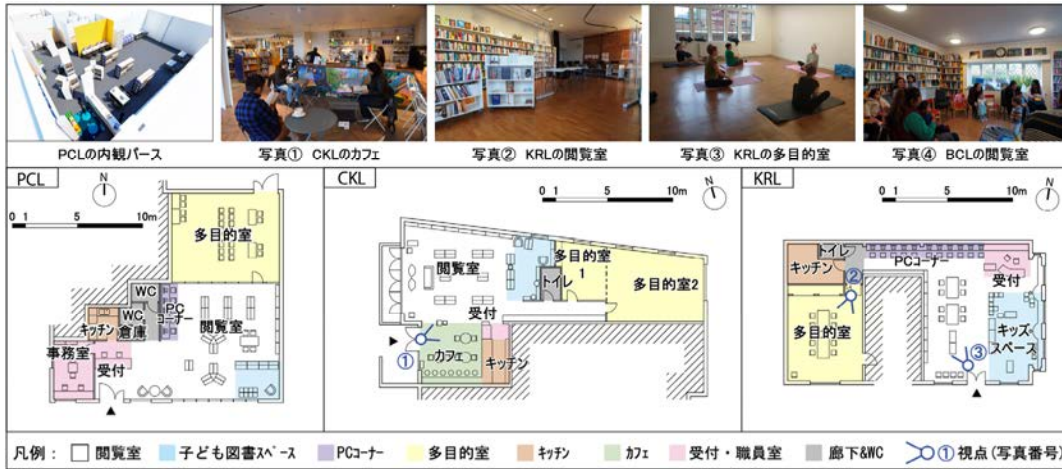 PCLの内観パース
写真① CKLのカフェ
写真② KRLの閲覧室
写真③ KRLの多目的室
写真④ BCLの閲覧室
PCL
N
0 1 5 10m
多目的室
WC
WC
倉庫
PC
コーナー
閲覧室
キッチン
事務室
受付
CKL
0 1 5 10m
N
閲覧室
多目的室
1
トイレ
多目的室2
受付
①
カフェ
キッチン
KRL
0 1 5 10m
N
トイレ
キッチン
PCコーナー
②
受付
多目的室
キッズ
スペース
③
凡例: 閲覧室 子ども図書スペース PCコーナー 多目的室 キッチン カフェ 受付・職員室 廊下&WC ①視点(写真番号)